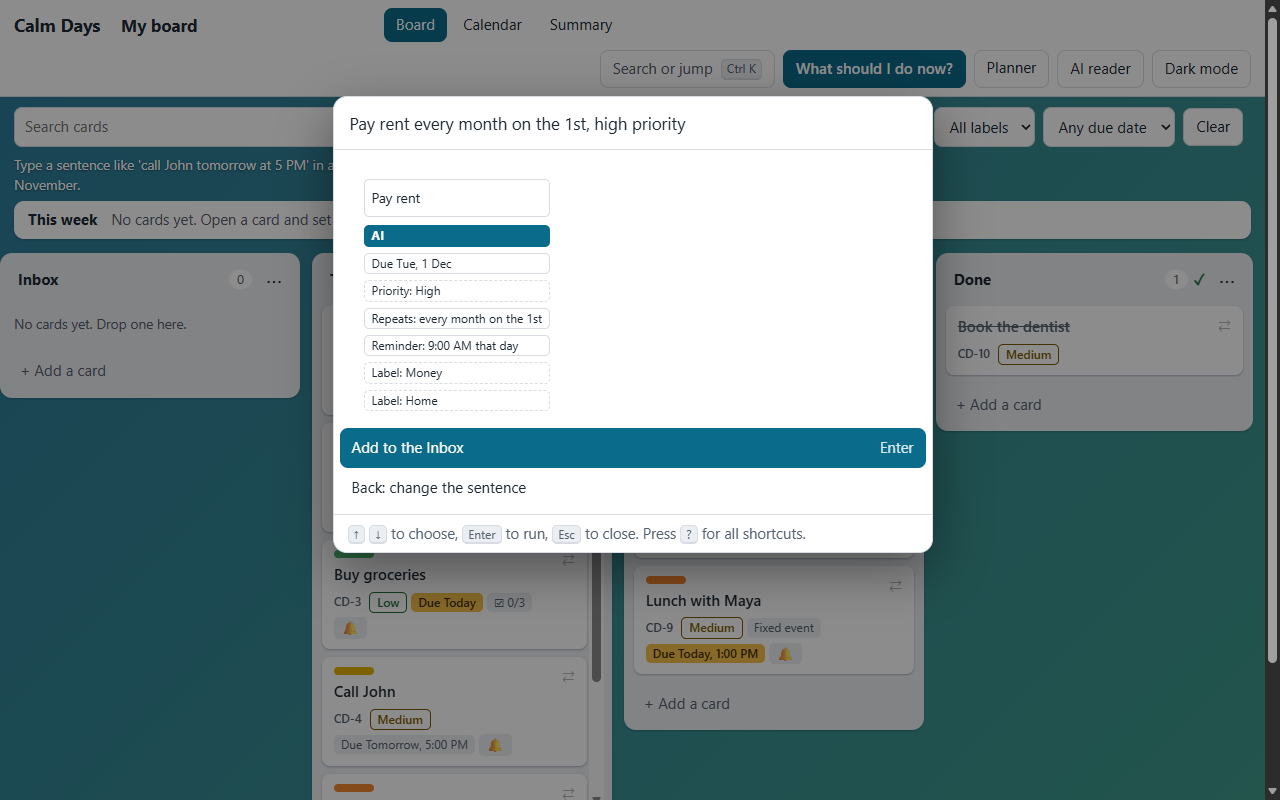 Calm Days My board Board Calendar Summary
Search or jump Ctrl K What should I do now? Planner AI reader Dark mode
Search cards All labels Any due date Clear
Type a sentence like 'call John tomorrow at 5 PM' in a
November.
This week No cards yet. Open a card and set
Pay rent every month on the 1st, high priority
Pay rent
AI
Due Tue, 1 Dec
Priority: High
Repeats: every month on the 1st
Reminder: 9:00 AM that day
Label: Money
Label: Home
Add to the Inbox Enter
Back: change the sentence
↑ ↓ to choose, Enter to run, Esc to close. Press ? for all shortcuts.
Inbox 0 ...
No cards yet. Drop one here.
+ Add a card
Buy groceries
CD-3 Low Due Today 0/3
Call John
CD-4 Medium
Due Tomorrow, 5:00 PM
Lunch with Maya
CD-9 Medium Fixed event
Due Today, 1:00 PM
+ Add a card
Done 1 ✓ ...
Book the dentist
CD-10 Medium
+ Add a card